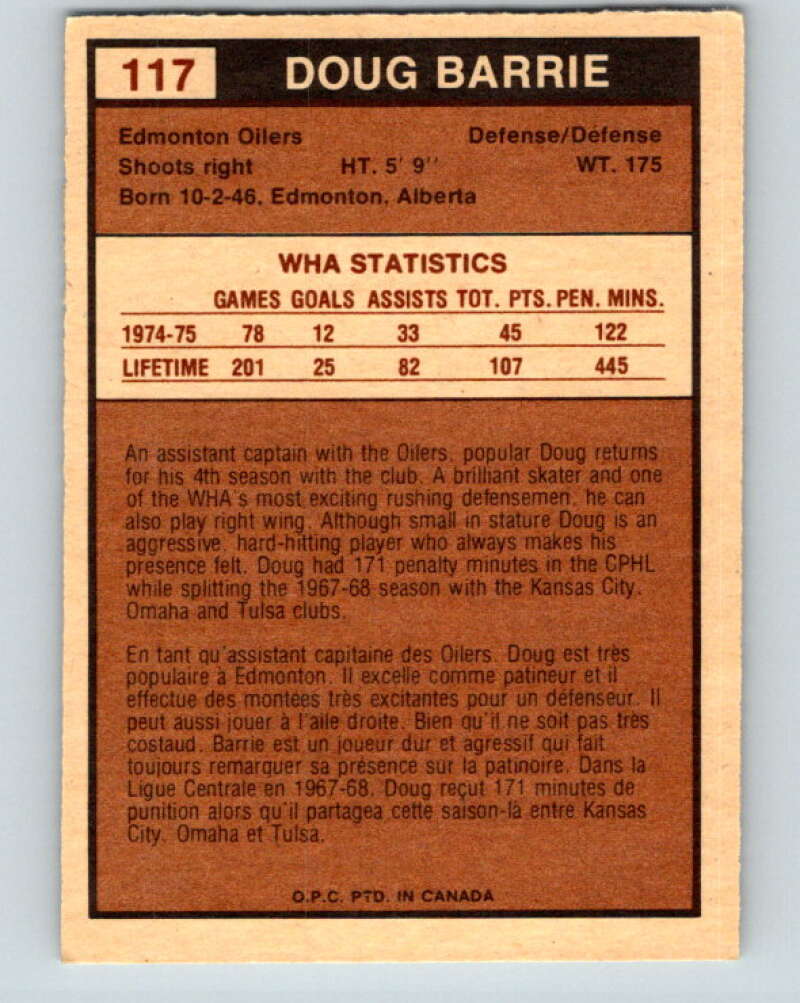 117 DOUG BARRIE
Edmonton Oilers Defense/Défense
Shoots right HT. 5' 9'' WT. 175
Born 10-2-46, Edmonton, Alberta
WHA STATISTICS
GAMES GOALS ASSISTS TOT. PTS. PEN. MINS.
1974-75 78 12 33 45 122
LIFETIME 201 25 82 107 445
An assistant captain with the Oilers, popular Doug returns
for his 4th season with the club. A brilliant skater and one
of the WHA's most exciting rushing defensemen, he can
also play right wing. Although small in stature Doug is an
aggressive, hard-hitting player who always makes his
presence felt. Doug had 171 penalty minutes in the CPHL
while splitting the 1967-68 season with the Kansas City,
Omaha and Tulsa clubs.
En tant qu'assistant capitaine des Oilers, Doug est très
populaire à Edmonton. Il excelle comme patineur et il
effectue des montées très excitantes pour un défenseur. Il
peut aussi jouer à l'aile droite. Bien qu'il ne soit pas très
costaud, Barrie est un joueur dur et agressif qui fait
toujours remarquer sa présence sur la patinoire. Dans la
Ligue Centrale en 1967-68, Doug reçut 171 minutes de
punition alors qu'il partagea cette saison-là entre Kansas
City, Omaha et Tulsa.
O.P.C. PTD. IN CANADA